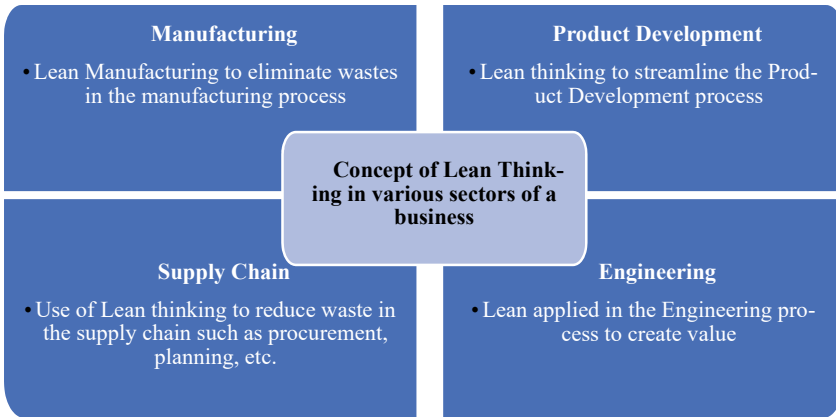 Manufacturing
• Lean Manufacturing to eliminate wastes
in the manufacturing process
Product Development
• Lean thinking to streamline the Prod-
uct Development process
Concept of Lean Think-
ing in various sectors of a
business
Supply Chain
• Use of Lean thinking to reduce waste in
the supply chain such as procurement,
planning, etc.
Engineering
• Lean applied in the Engineering pro-
cess to create value